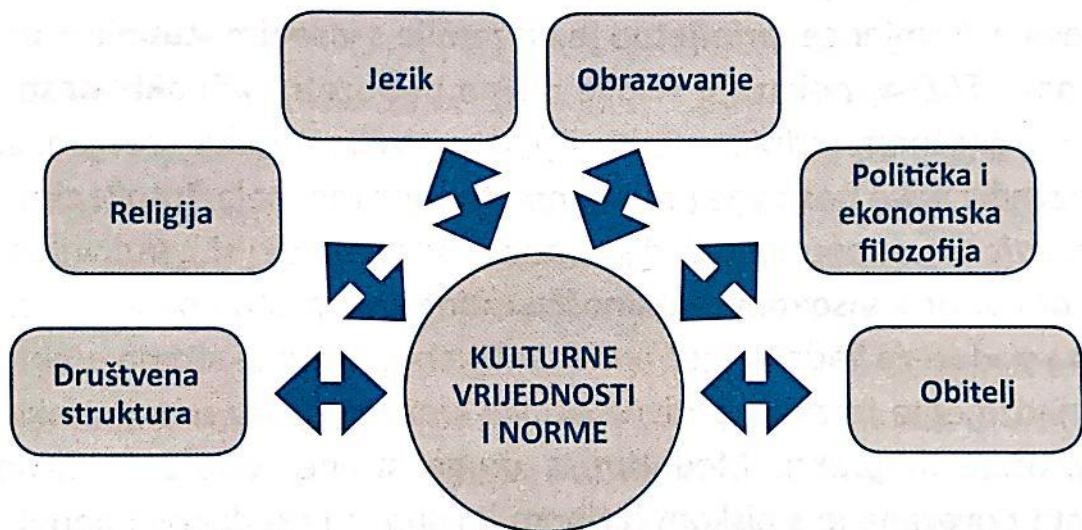 Jezik
Obrazovanje
Religija
Politička i
ekonomska
filozofija
Društvena
struktura
KULTURNE
VRIJEDNOSTI
I NORME
Obitelj